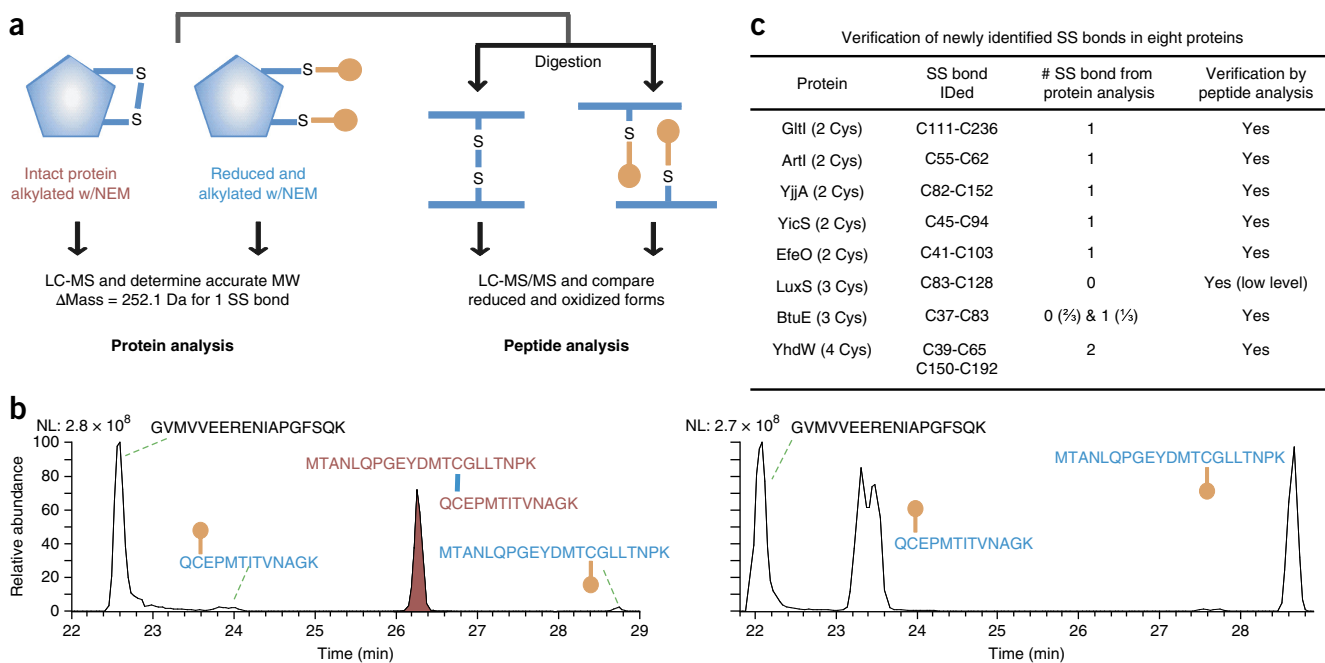 a
S
S
S
S
Intact protein
alkylated w/NEM
Reduced and
alkylated w/NEM
LC-MS and determine accurate MW
ΔMass = 252.1 Da for 1 SS bond
Protein analysis
Digestion
S
S
S
S
LC-MS/MS and compare
reduced and oxidized forms
Peptide analysis
c
Verification of newly identified SS bonds in eight proteins
Protein
SS bond
IDed
# SS bond from
protein analysis
Verification by
peptide analysis
GltI (2 Cys) C111-C236 1 Yes
ArtI (2 Cys) C55-C62 1 Yes
YjjA (2 Cys) C82-C152 1 Yes
YicS (2 Cys) C45-C94 1 Yes
EfeO (2 Cys) C41-C103 1 Yes
LuxS (3 Cys) C83-C128 0 Yes (low level)
BtuE (3 Cys) C37-C83 0 (⅔) & 1 (⅓) Yes
YhdW (4 Cys) C39-C65 2 Yes
C150-C192
b
NL: 2.8 × 10⁸
GVMVVEERENIAPGFSQK
MTANLQPGEYDMTCGLLTNPK
QCEPMTITVNAGK
QCEPMTITVNAGK
MTANLQPGEYDMTCGLLTNPK
Relative abundance
100
80
60
40
20
0
22 23 24 25 26 27 28 29
Time (min)
NL: 2.7 × 10⁸
GVMVVEERENIAPGFSQK
MTANLQPGEYDMTCGLLTNPK
QCEPMTITVNAGK
22 23 24 25 26 27 28
Time (min)